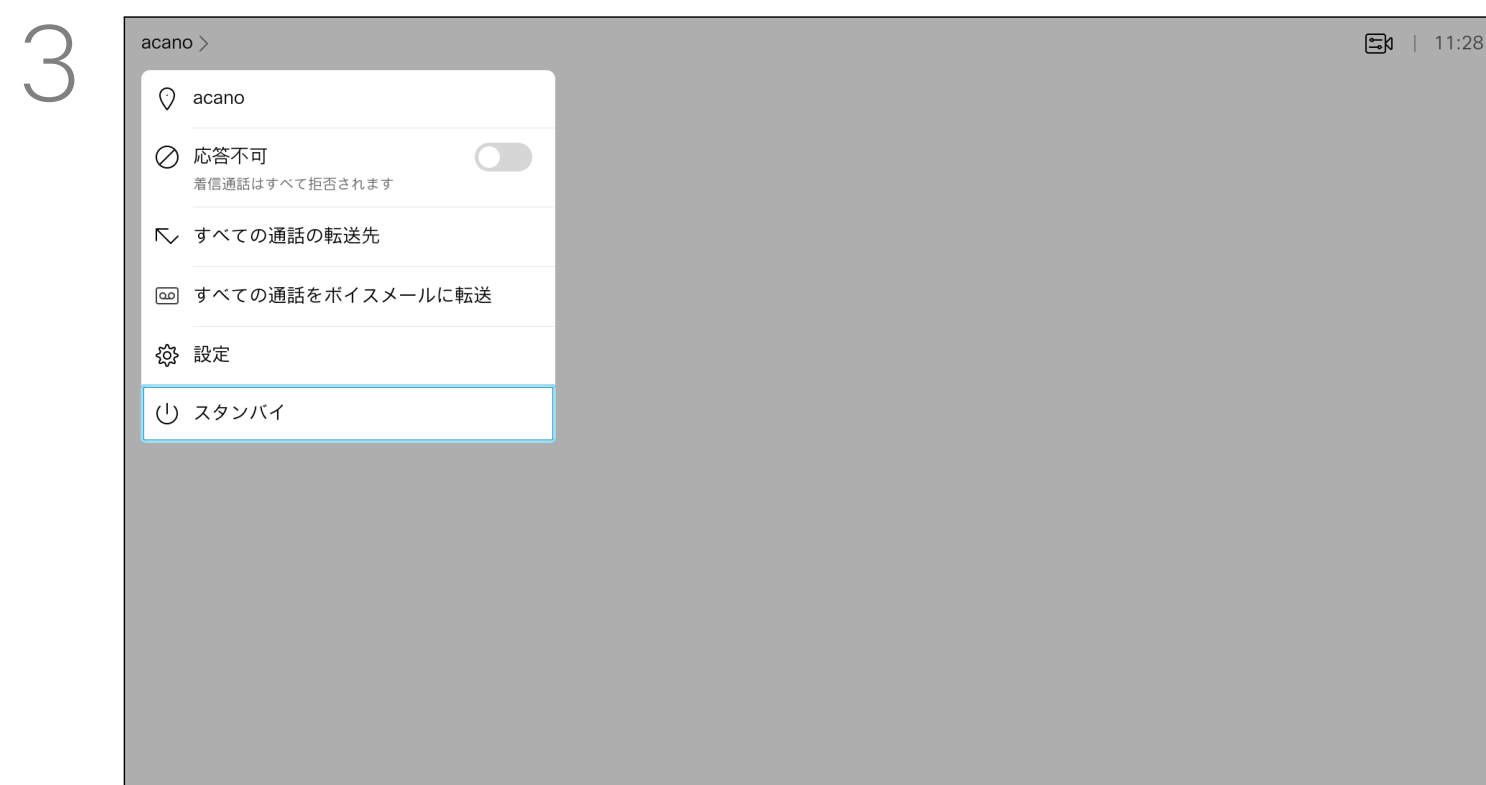 3
acano >
11:28
acano
応答不可
着信通話はすべて拒否されます
すべての通話の転送先
すべての通話をボイスメールに転送
設定
スタンバイ